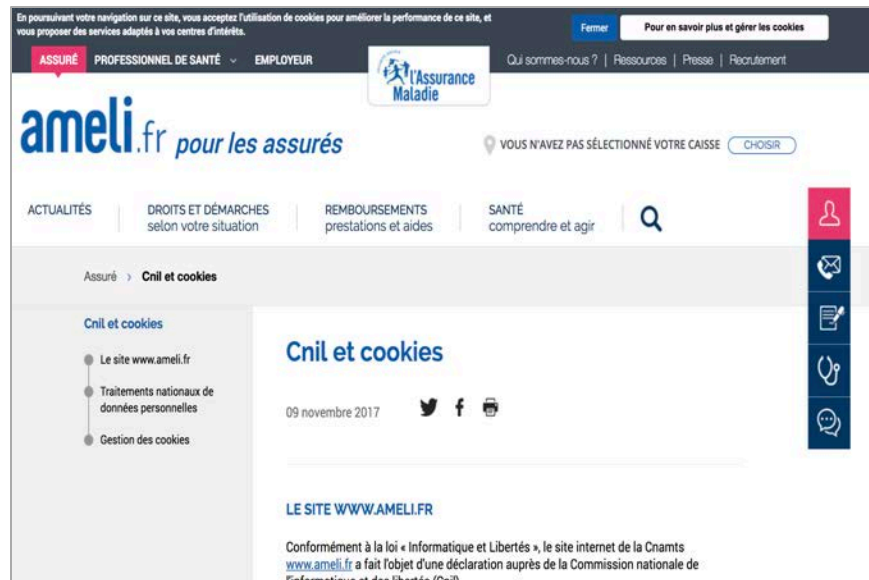 En poursuivant votre navigation sur ce site, vous acceptez l'utilisation de cookies pour améliorer la performance de ce site, et
vous proposer des services adaptés à vos centres d'intérêts.
Fermer
Pour en savoir plus et gérer les cookies
ASSURÉ PROFESSIONNEL DE SANTÉ EMPLOYEUR
l'Assurance
Maladie
Qui sommes-nous ? | Ressources | Presse | Recrutement
ameli.fr pour les assurés
VOUS N'AVEZ PAS SÉLECTIONNÉ VOTRE CAISSE CHOISIR
ACTUALITÉS
DROITS ET DÉMARCHES
selon votre situation
REMBOURSEMENTS
prestations et aides
SANTÉ
comprendre et agir
Assuré > Cnil et cookies
Cnil et cookies
Le site www.ameli.fr
Traitements nationaux de
données personnelles
Gestion des cookies
Cnil et cookies
09 novembre 2017
LE SITE WWW.AMELI.FR
Conformément à la loi « Informatique et Libertés », le site internet de la Cnamts
www.ameli.fr a fait l'objet d'une déclaration auprès de la Commission nationale de
l'informatique et des libertés (Cnil)